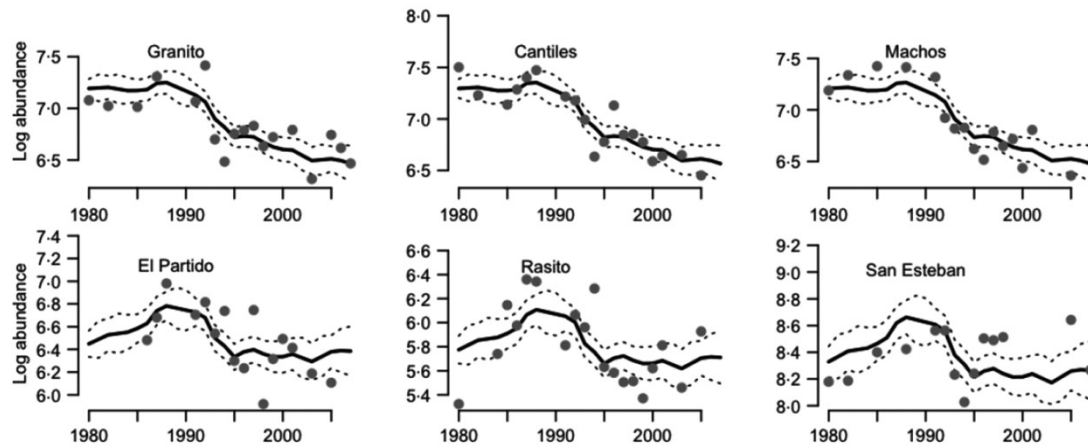 Granito
Log abundance
7·5
7·0
6·5
1980 1990 2000
Cantiles
8·0
7·5
7·0
6·5
1980 1990 2000
Machos
7·5
7·0
6·5
1980 1990 2000
El Partido
Log abundance
7·4
7·2
7·0
6·8
6·6
6·4
6·2
6·0
1980 1990 2000
Rasito
6·6
6·4
6·2
6·0
5·8
5·6
5·4
1980 1990 2000
San Esteban
9·2
9·0
8·8
8·6
8·4
8·2
8·0
1980 1990 2000